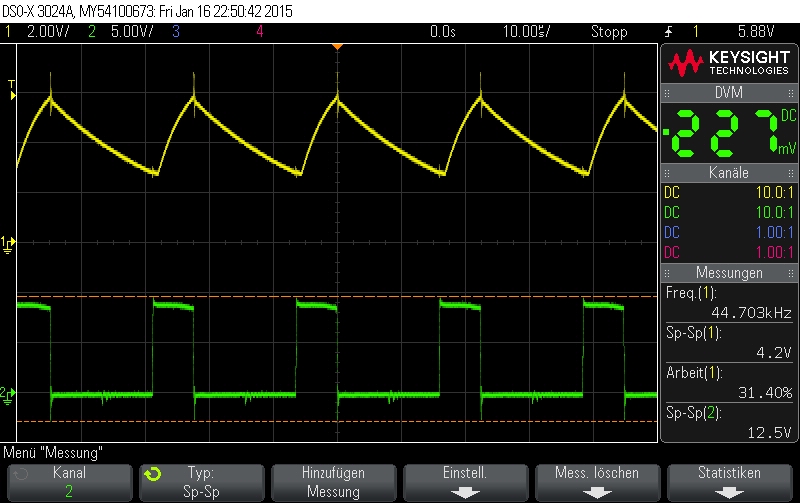 DSO-X 3024A, MY54100673: Fri Jan 16 22:50:42 2015
1 2.00V/ 2 5.00V/ 3 4 0.0s 10.00us/ Stopp 1 5.88V
KEYSIGHT
TECHNOLOGIES
DVM
DC
-227 mV
Kanäle
DC 10.0:1
DC 10.0:1
DC 1.00:1
DC 1.00:1
Messungen
Freq.(1):
44.703kHz
Sp-Sp(1):
4.2V
Arbeit(1):
31.40%
Sp-Sp(2):
12.5V
T
1
2
Menü "Messung"
Kanal
2
Typ:
Sp-Sp
Hinzufügen
Messung
Einstell.
Mess. löschen
Statistiken